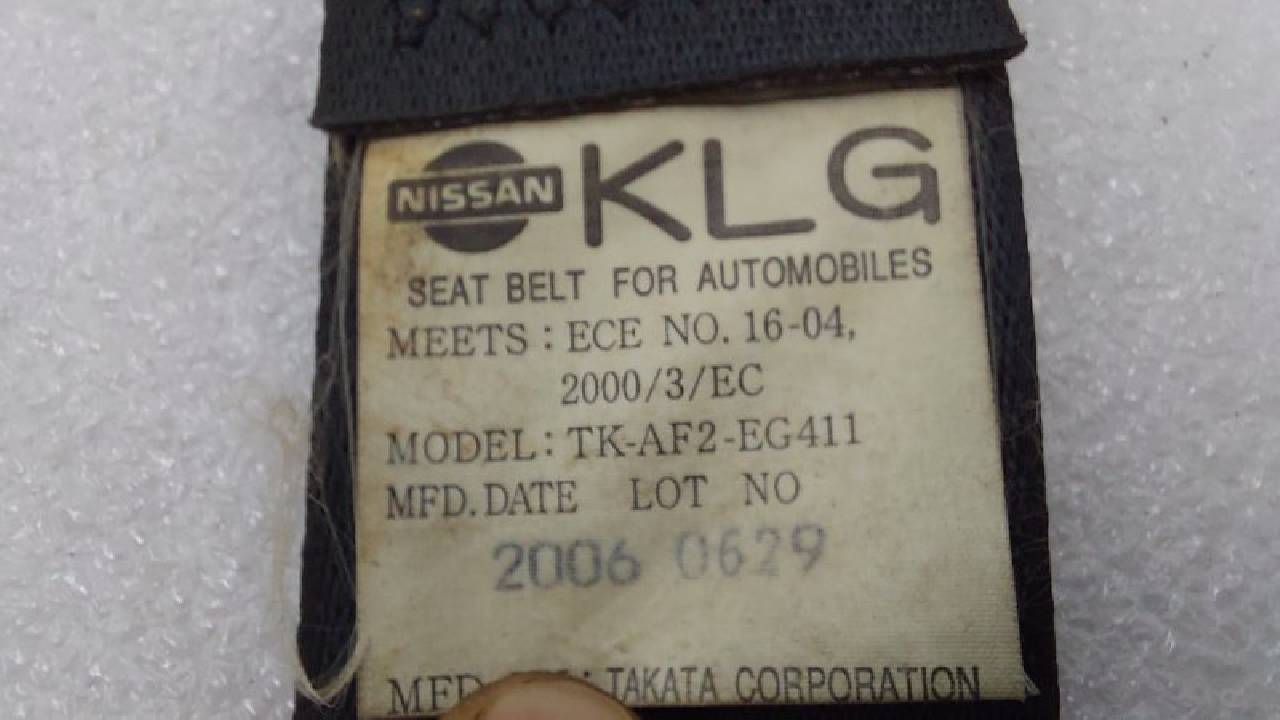 NISSAN KLG
SEAT BELT FOR AUTOMOBILES
MEETS : ECE NO. 16-04,
2000/3/EC
MODEL : TK-AF2-EG411
MFD. DATE LOT NO
2006 0629
MFD : TAKATA CORPORATION